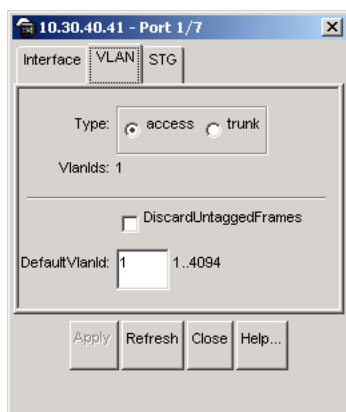 10.30.40.41 - Port 1/7
Interface VLAN STG
Type: access trunk
VlanIds: 1
DiscardUntaggedFrames
DefaultVlanId: 1 1..4094
Apply Refresh Close Help...